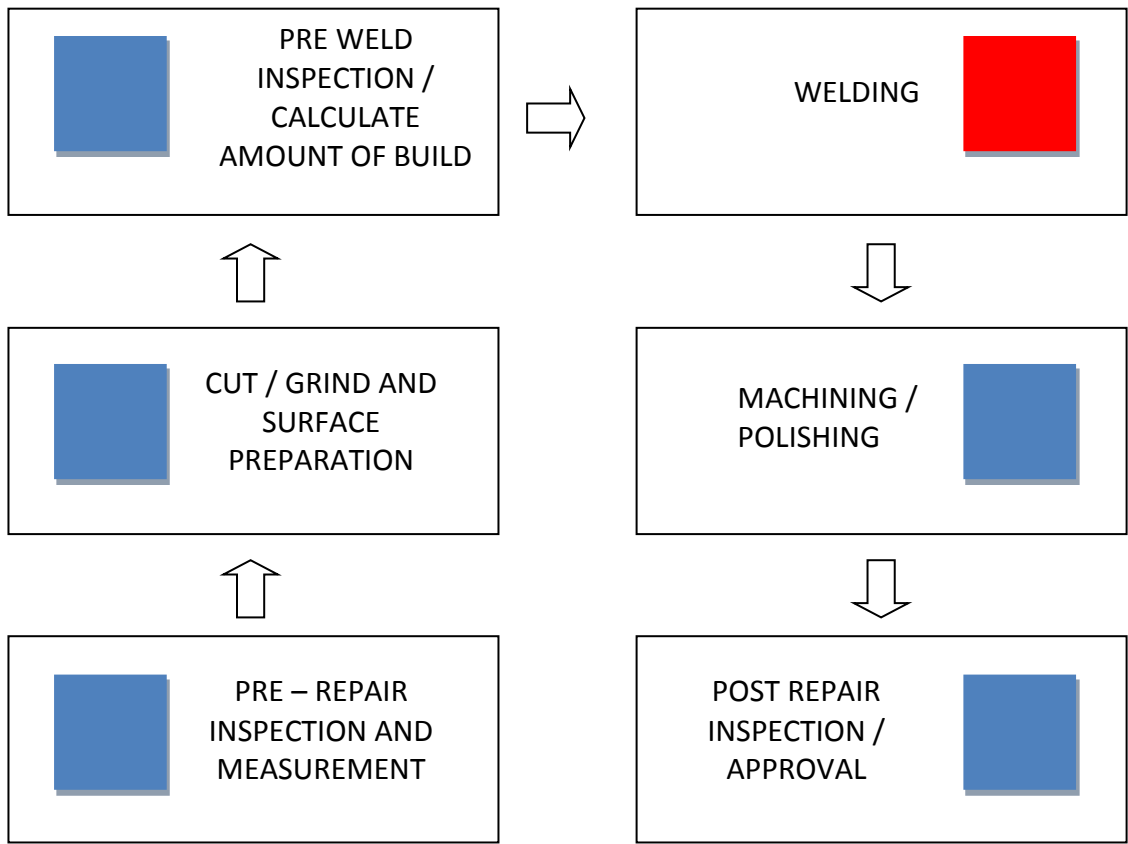 PRE WELD
INSPECTION /
CALCULATE
AMOUNT OF BUILD
WELDING
CUT / GRIND AND
SURFACE
PREPARATION
MACHINING /
POLISHING
PRE – REPAIR
INSPECTION AND
MEASUREMENT
POST REPAIR
INSPECTION /
APPROVAL